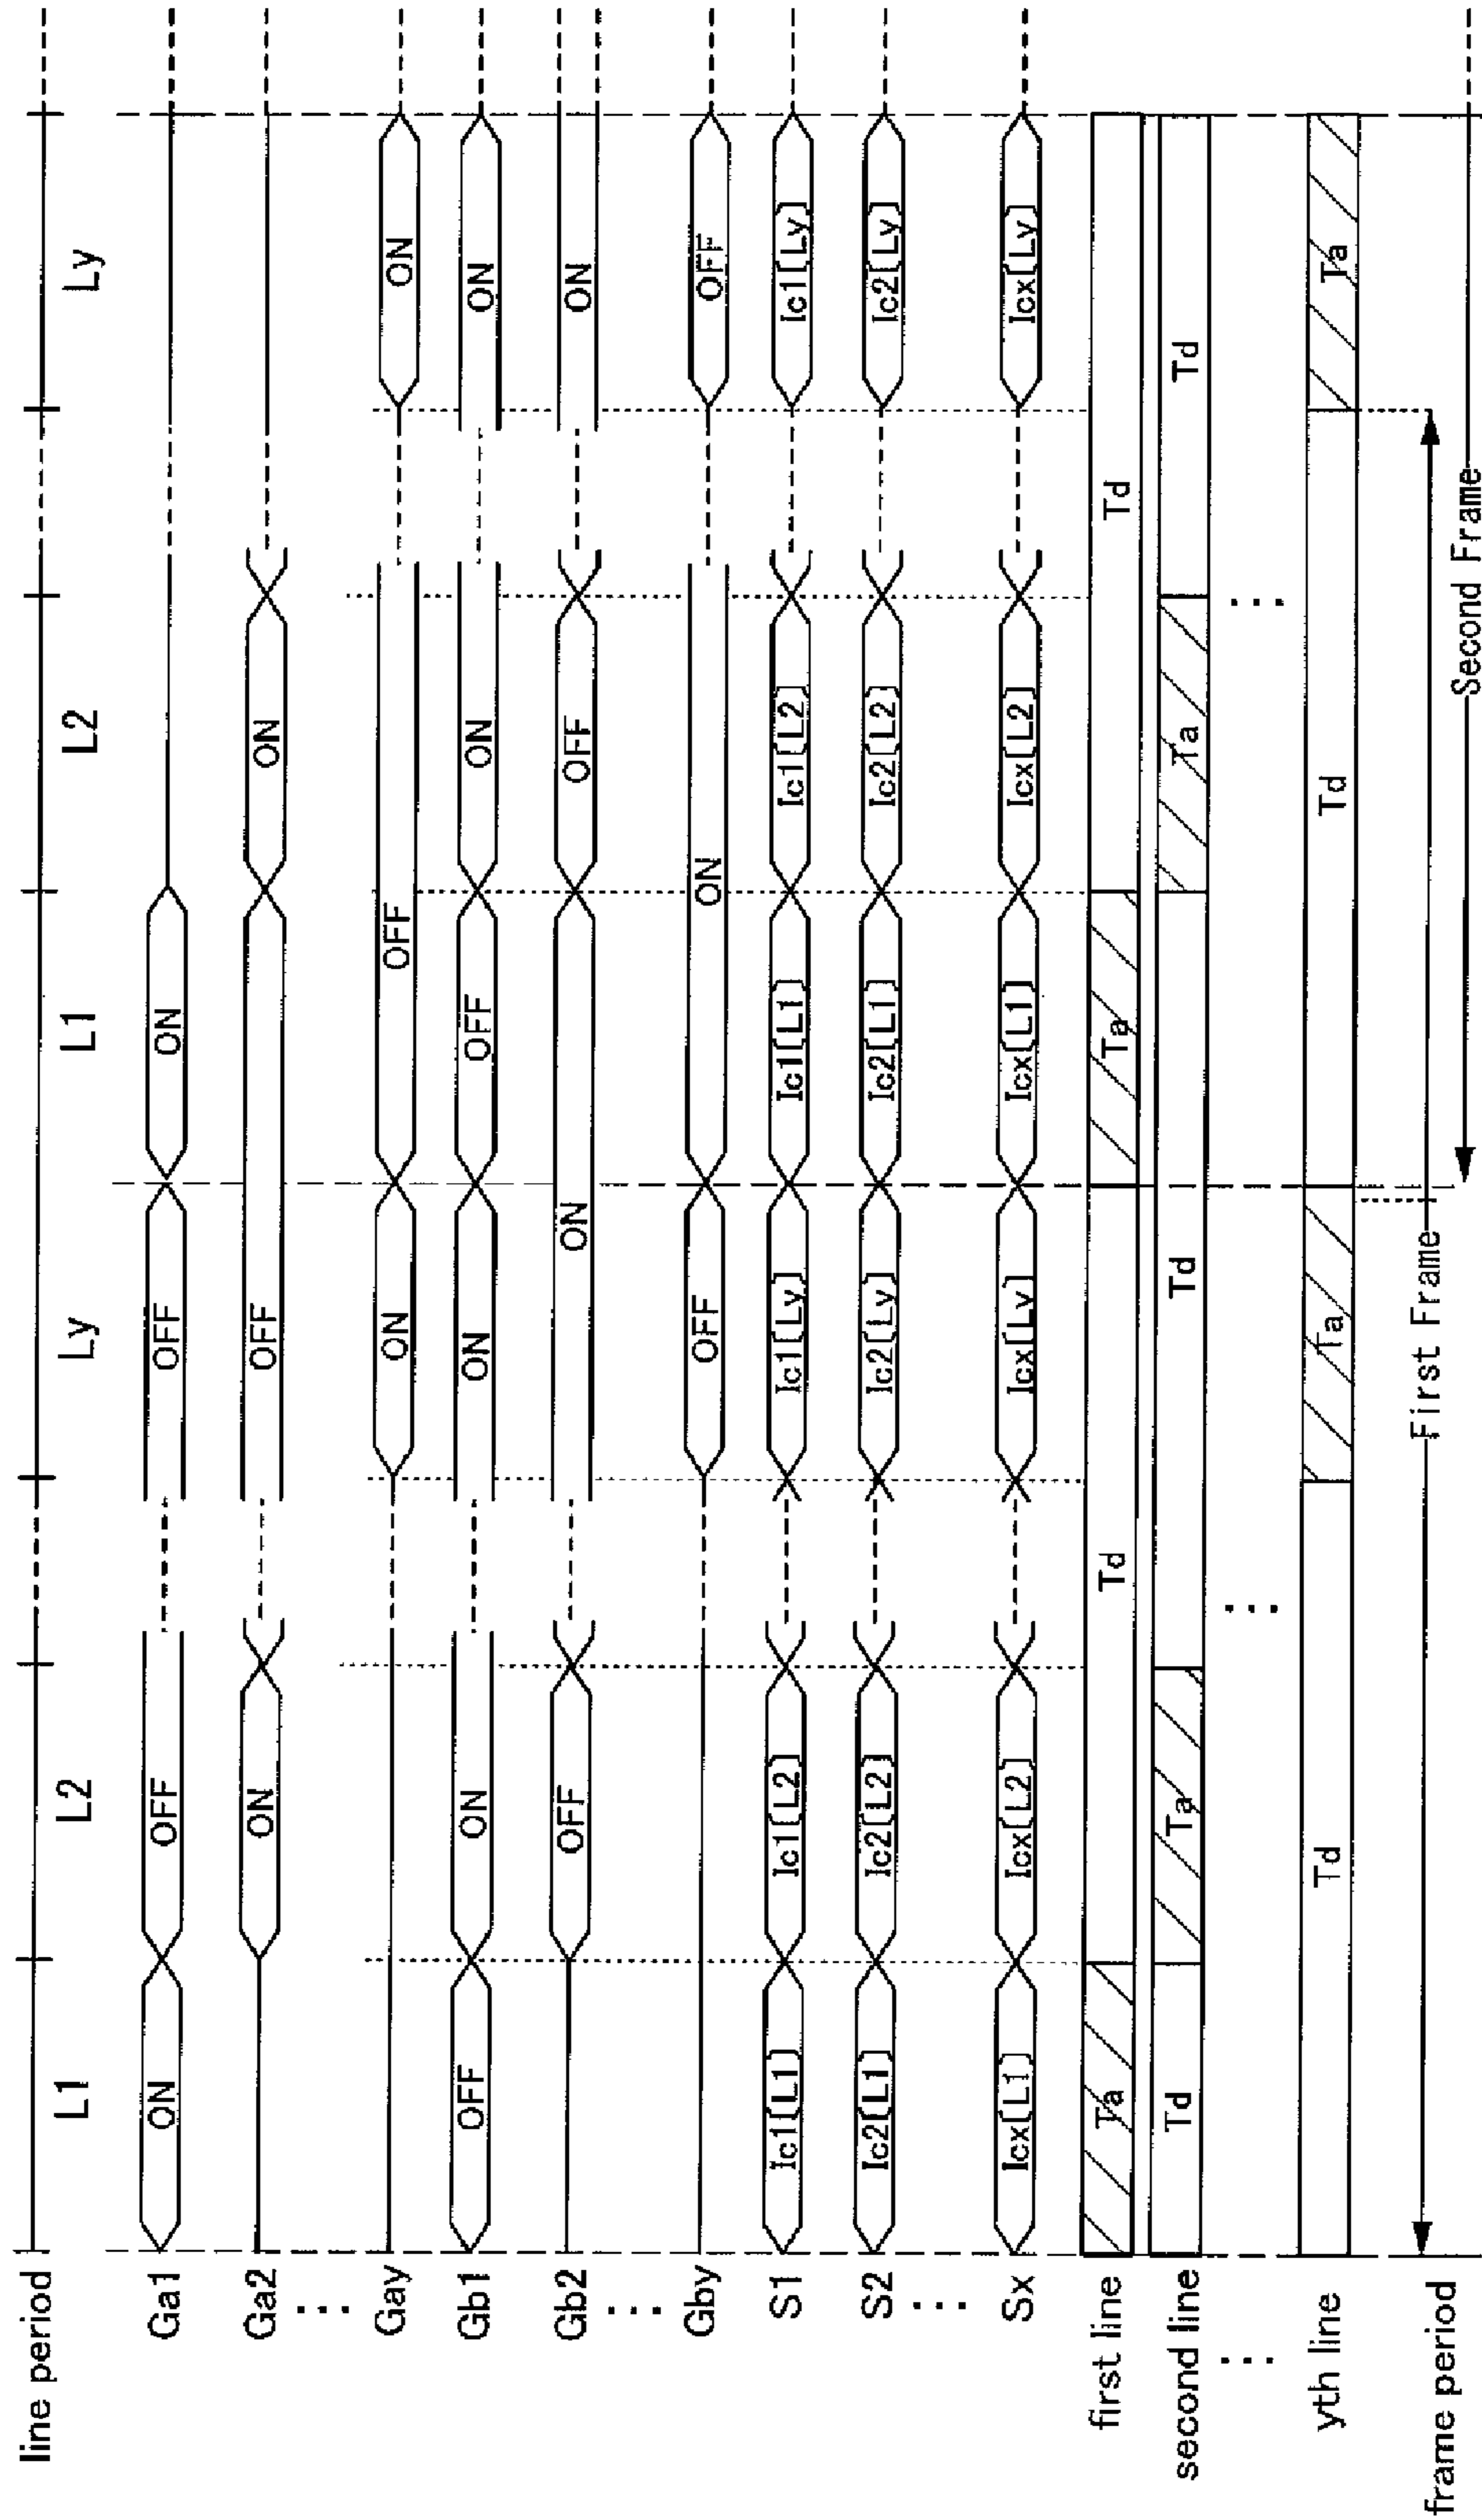 line period L1 L2 Ly L1 L2 Ly
Ga1 ON OFF OFF ON
Ga2 ON OFF ON
⋮
Gay ON OFF ON
Gb1 OFF ON ON OFF ON ON
Gb2 OFF ON OFF ON
⋮
Gby OFF ON OFF
S1 Ic1[L1] Ic1[L2] Ic1[Ly] Ic1[L1] Ic1[L2] Ic1[Ly]
S2 Ic2[L1] Ic2[L2] Ic2[Ly] Ic2[L1] Ic2[L2] Ic2[Ly]
⋮
Sx Icx[L1] Icx[L2] Icx[Ly] Icx[L1] Icx[L2] Icx[Ly]
first line Ta Td Ta Td
second line Td Ta Td Ta Td
⋮ ⋮ ⋮
yth line Td Ta Td Ta
frame period First Frame Second Frame